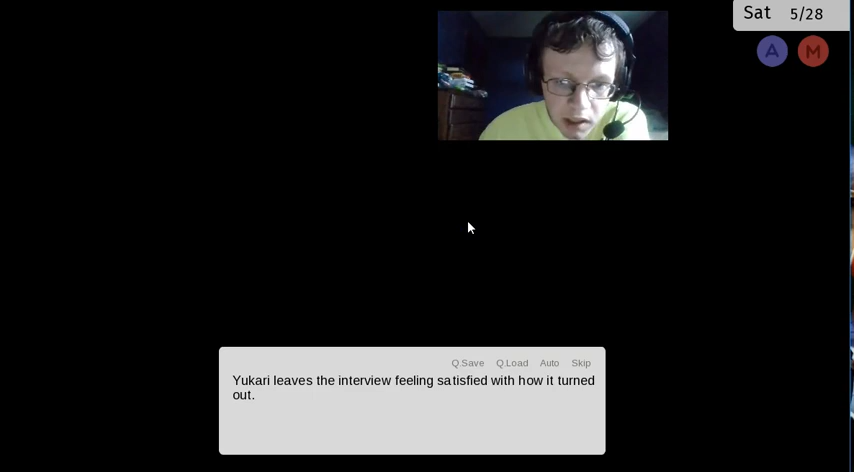 Sat 5/28
A M
Q.Save Q.Load Auto Skip
Yukari leaves the interview feeling satisfied with how it turned
out.